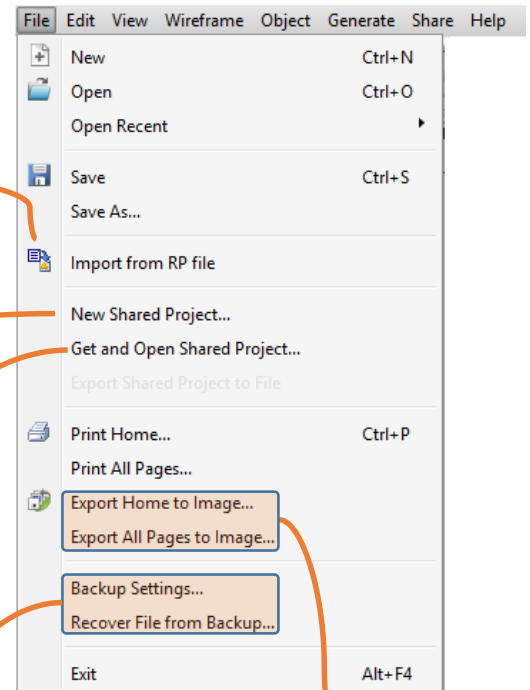 File Edit View Wireframe Object Generate Share Help
New Ctrl+N
Open Ctrl+O
Open Recent
Save Ctrl+S
Save As...
Import from RP file
New Shared Project...
Get and Open Shared Project...
Export Shared Project to File
Print Home... Ctrl+P
Print All Pages...
Export Home to Image...
Export All Pages to Image...
Backup Settings...
Recover File from Backup...
Exit Alt+F4